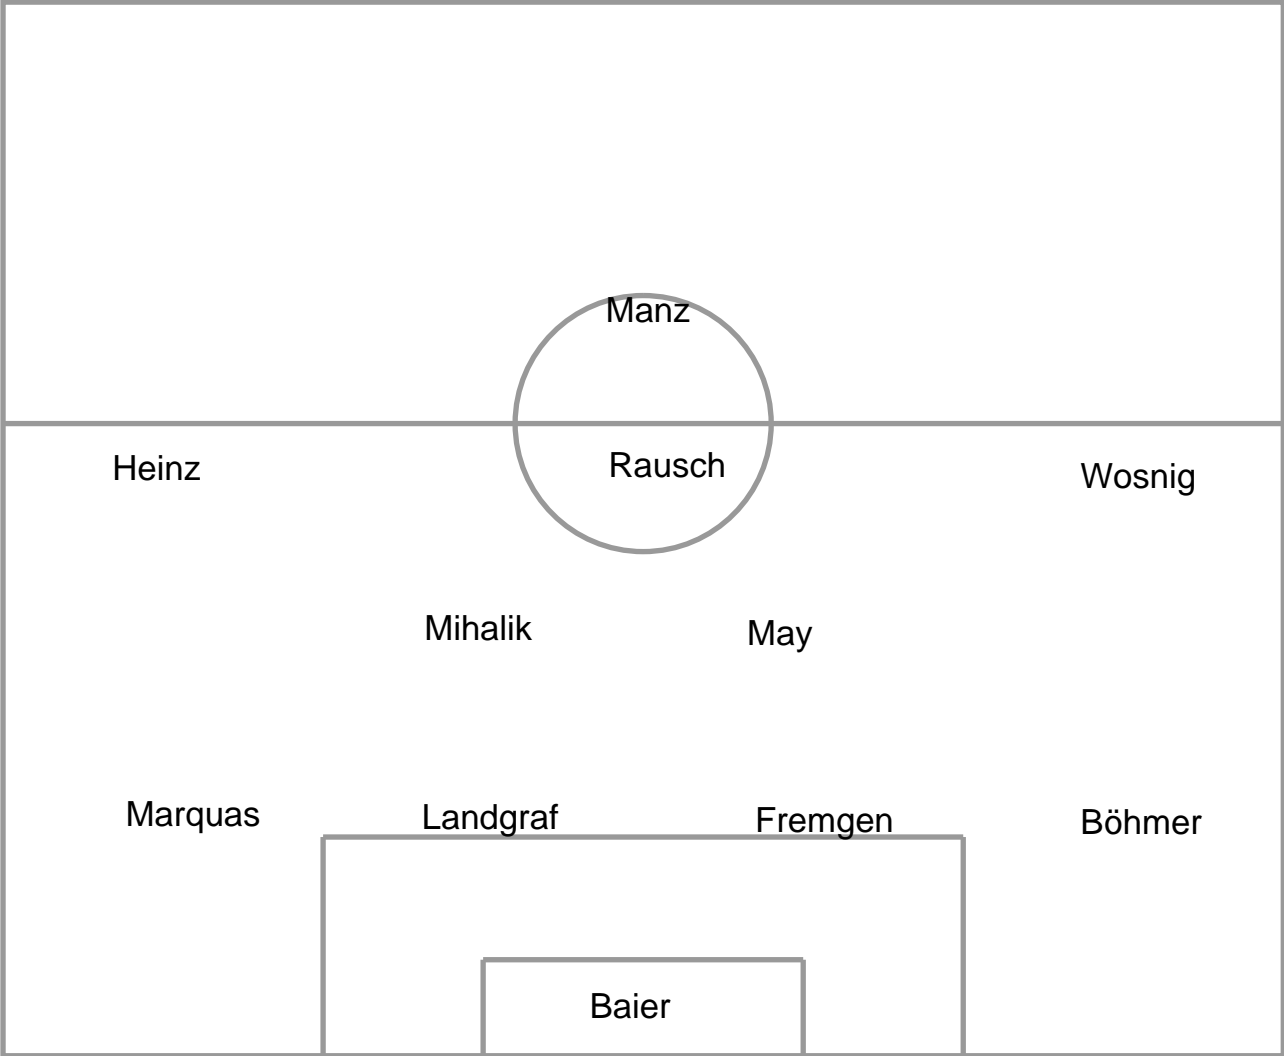 Manz
Heinz Rausch Wosnig
Mihalik May
Marquas Landgraf Fremgen Böhmer
Baier